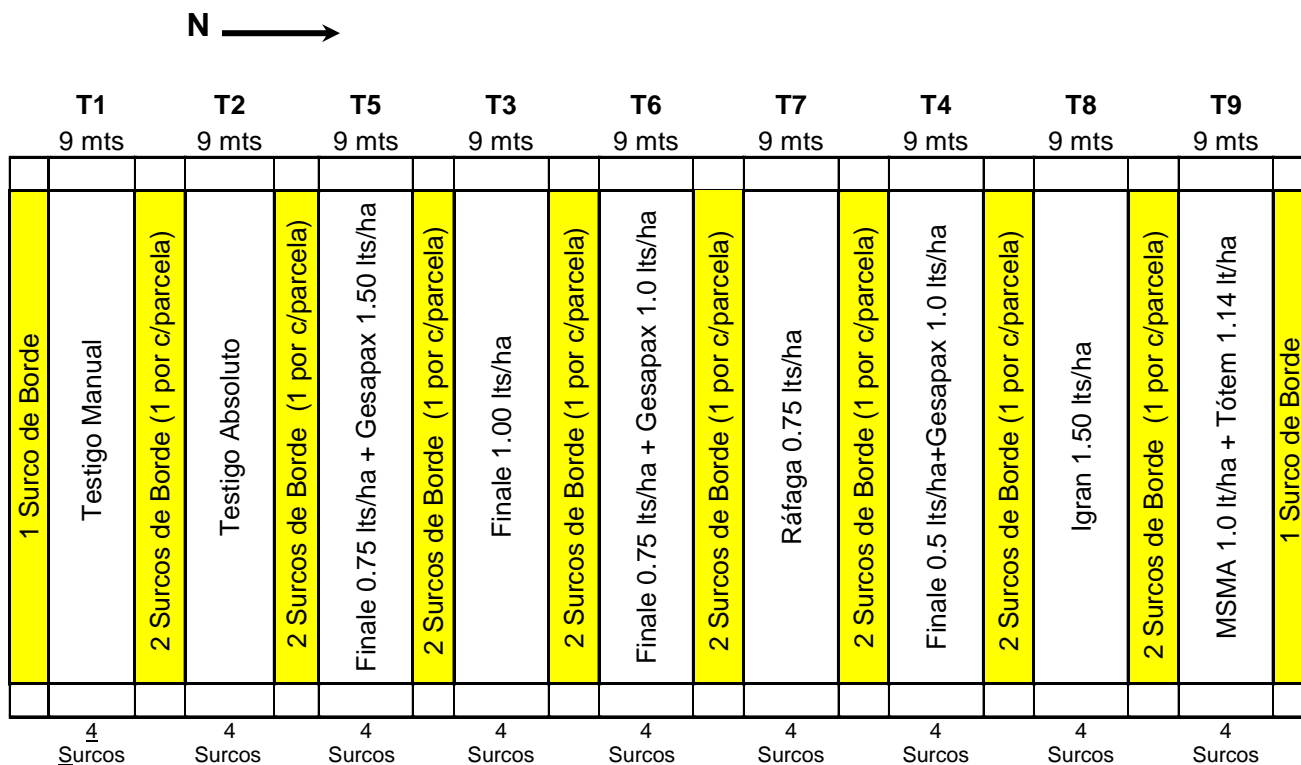 N
T1 T2 T5 T3 T6 T7 T4 T8 T9
9 mts 9 mts 9 mts 9 mts 9 mts 9 mts 9 mts 9 mts 9 mts
1 Surco de Borde
Testigo Manual
2 Surcos de Borde (1 por c/parcela)
Testigo Absoluto
2 Surcos de Borde (1 por c/parcela)
Finale 0.75 lts/ha + Gesapax 1.50 lts/ha
2 Surcos de Borde (1 por c/parcela)
Finale 1.00 lts/ha
2 Surcos de Borde (1 por c/parcela)
Finale 0.75 lts/ha + Gesapax 1.0 lts/ha
2 Surcos de Borde (1 por c/parcela)
Ráfaga 0.75 lts/ha
2 Surcos de Borde (1 por c/parcela)
Finale 0.5 lts/ha+Gesapax 1.0 lts/ha
2 Surcos de Borde (1 por c/parcela)
Igran 1.50 lts/ha
2 Surcos de Borde (1 por c/parcela)
MSMA 1.0 lt/ha + Tótem 1.14 lt/ha
1 Surco de Borde
4 4 4 4 4 4 4 4 4
Surcos Surcos Surcos Surcos Surcos Surcos Surcos Surcos Surcos